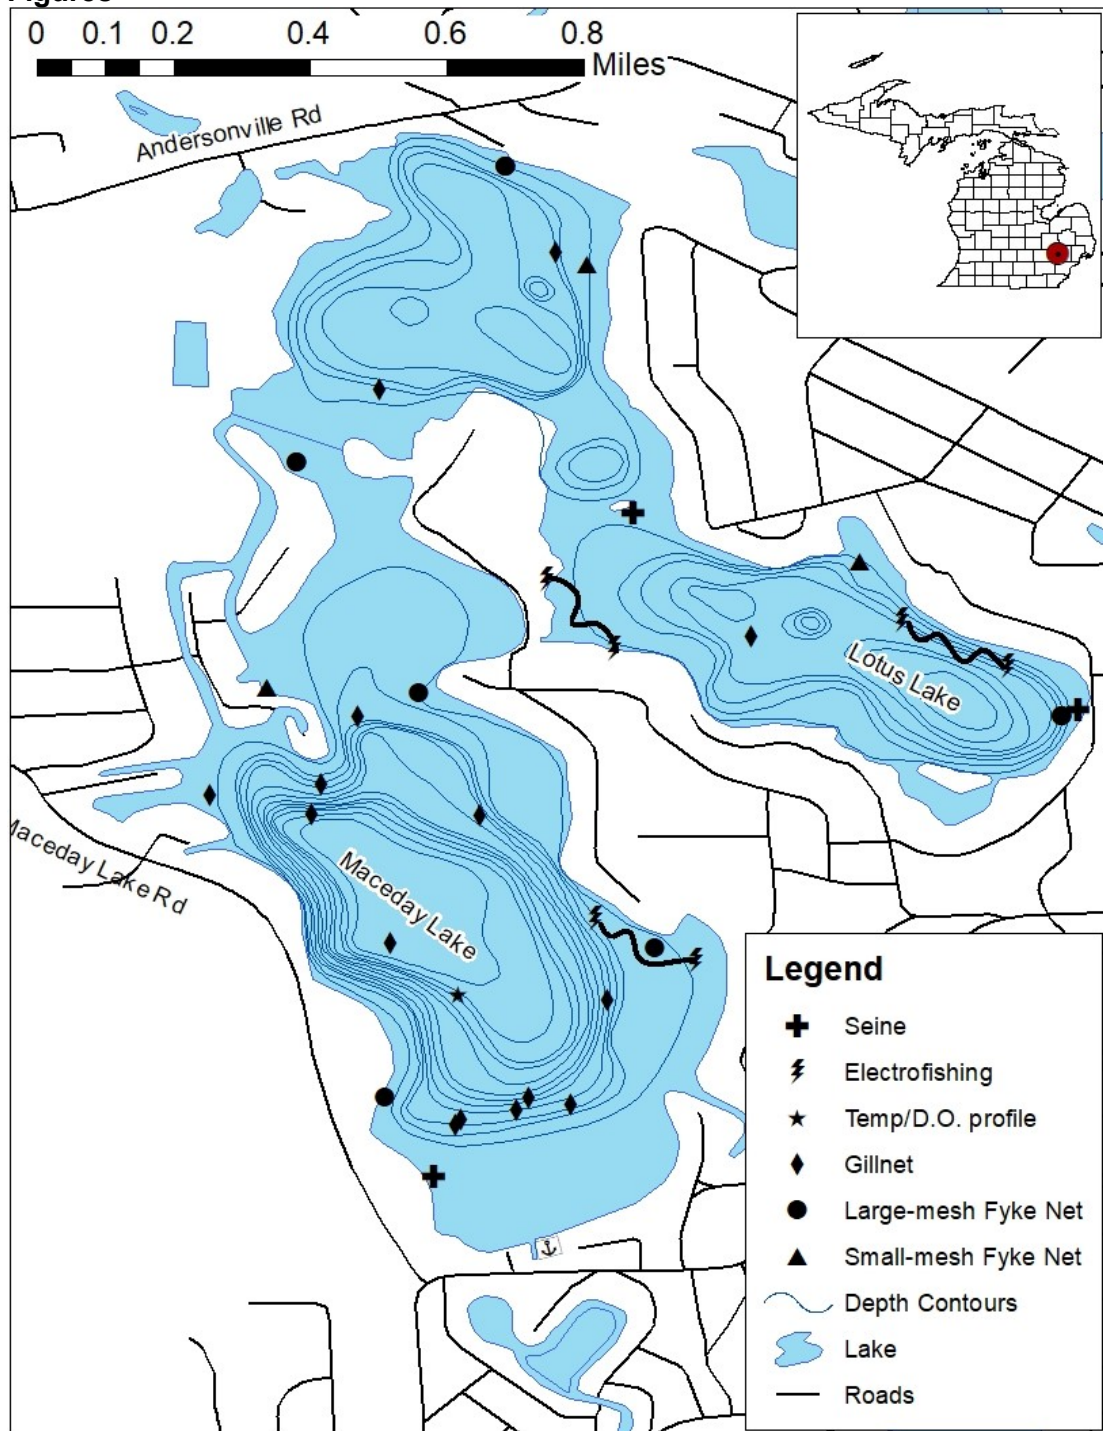 Figures
0 0.1 0.2 0.4 0.6 0.8
Miles
Andersonville Rd
Lotus Lake
Maceday Lake
Maceday Lake Rd
Legend
Seine
Electrofishing
Temp/D.O. profile
Gillnet
Large-mesh Fyke Net
Small-mesh Fyke Net
Depth Contours
Lake
Roads